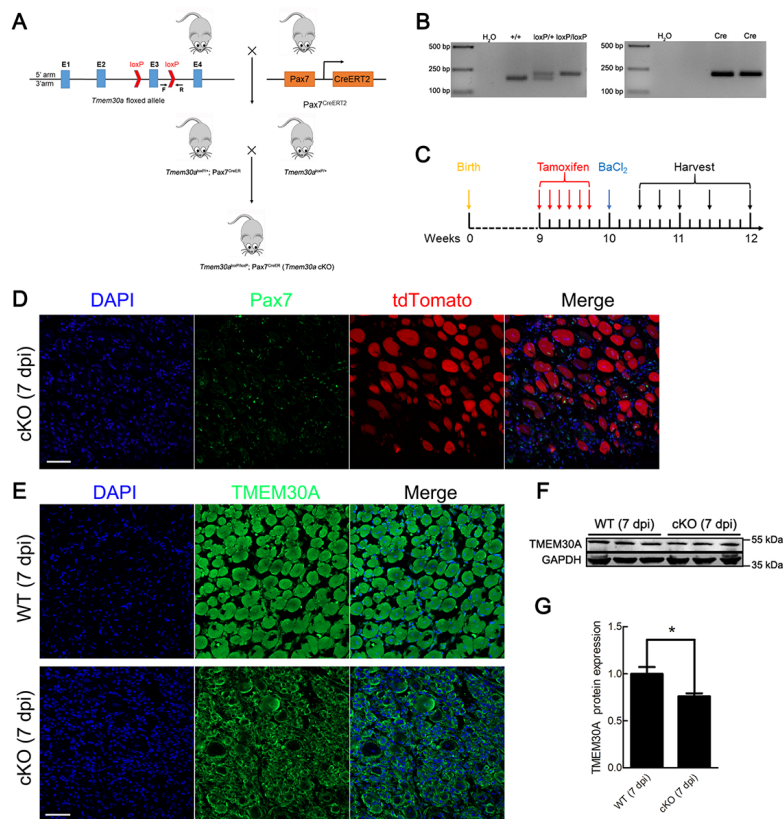 A
E1 E2 loxP E3 loxP E4
5' arm
3'arm
F R
Tmem30a floxed allele
Pax7 CreERT2
Pax7CreERT2
Tmem30aloxP/+; Pax7CreER
Tmem30aloxP/+
Tmem30aloxP/loxP; Pax7CreER (Tmem30a cKO)
B
H2O +/+ loxP/+ loxP/loxP
500 bp
250 bp
100 bp
H2O Cre Cre
500 bp
250 bp
100 bp
C
Birth Tamoxifen BaCl2 Harvest
Weeks 0 9 10 11 12
D
DAPI Pax7 tdTomato Merge
cKO (7 dpi)
E
DAPI TMEM30A Merge
WT (7 dpi)
cKO (7 dpi)
F
WT (7 dpi) cKO (7 dpi)
TMEM30A 55 kDa
GAPDH 35 kDa
G
TMEM30A protein expression
1.5
1.0
0.5
0.0
*
WT (7 dpi)
cKO (7 dpi)